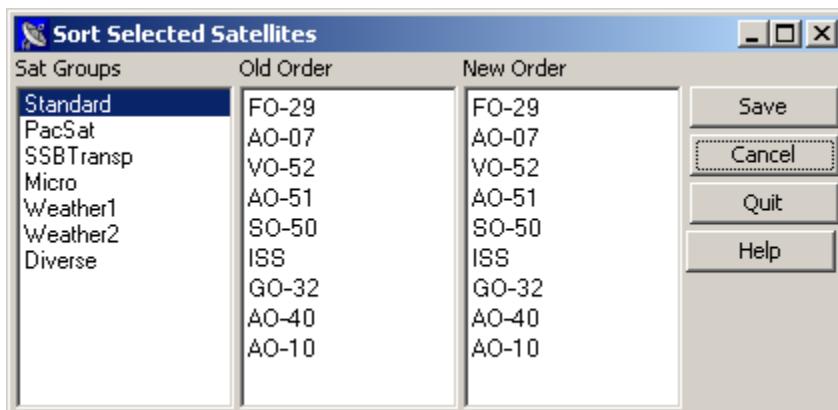 Sort Selected Satellites
Sat Groups
Old Order
New Order
Standard
PacSat
SSBTransp
Micro
Weather1
Weather2
Diverse
FO-29
AO-07
VO-52
AO-51
SO-50
ISS
GO-32
AO-40
AO-10
FO-29
AO-07
VO-52
AO-51
SO-50
ISS
GO-32
AO-40
AO-10
Save
Cancel
Quit
Help